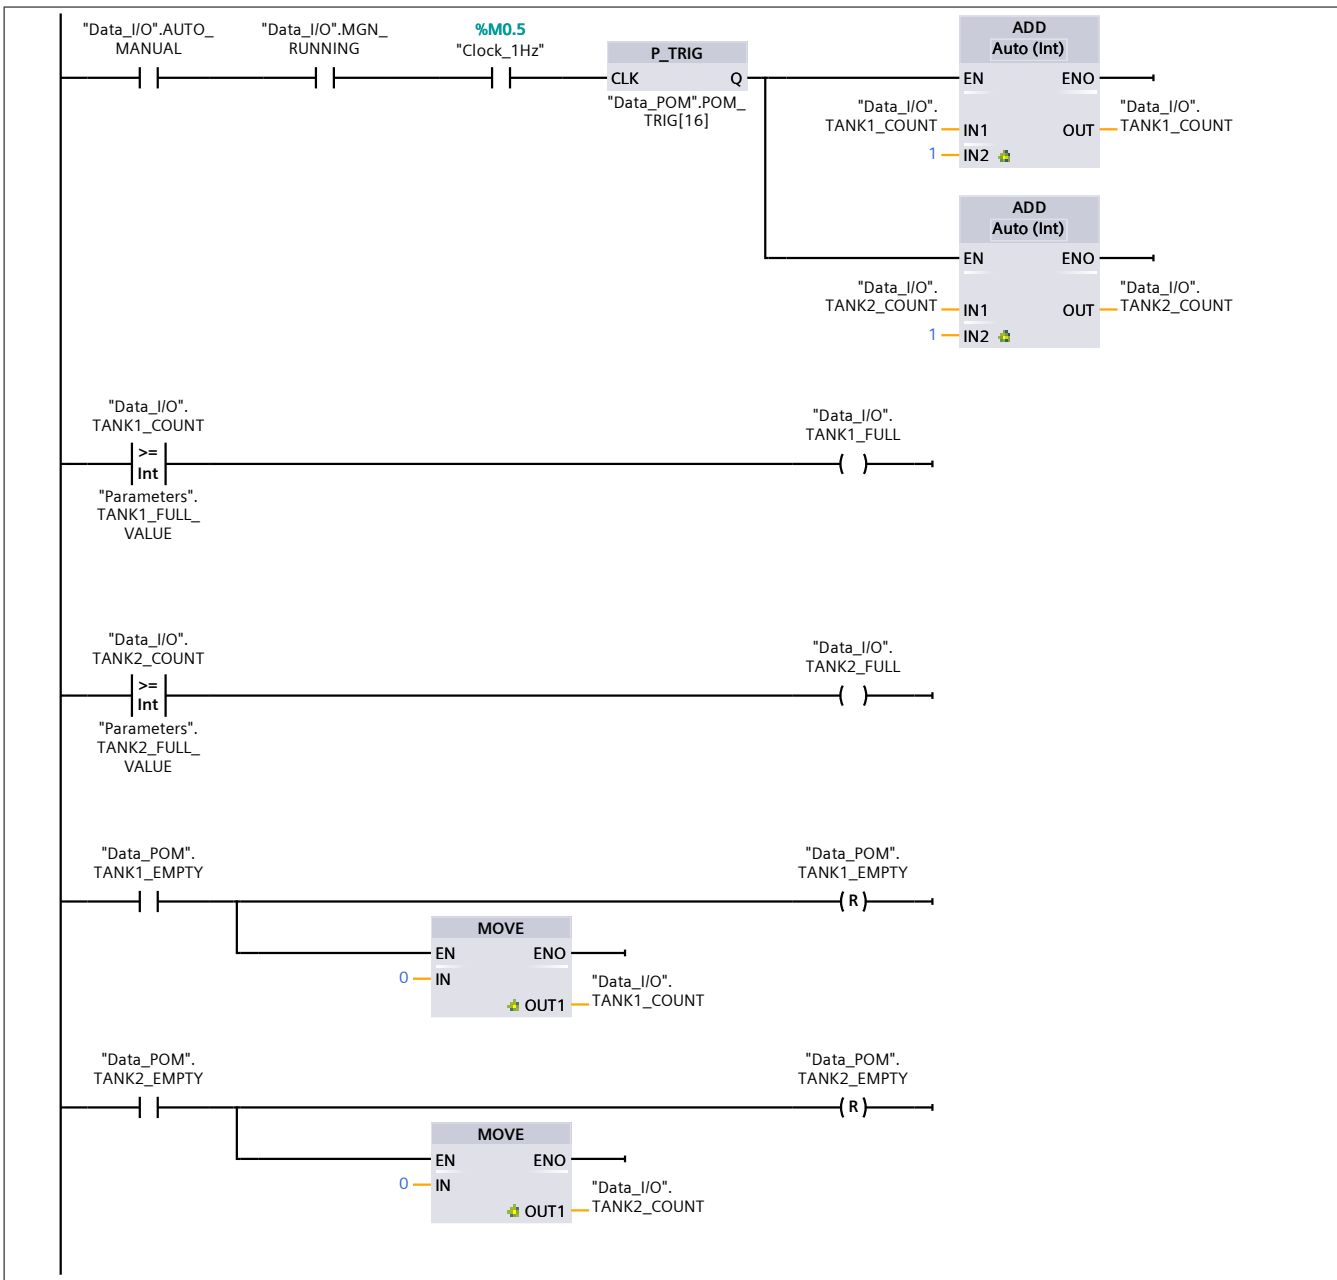 "Data_I/O".AUTO_
MANUAL
"Data_I/O".MGN_
RUNNING
%M0.5
"Clock_1Hz"
P_TRIG
CLK
Q
"Data_POM".POM_
TRIG[16]
ADD
Auto (Int)
EN
ENO
"Data_I/O".
TANK1_COUNT
IN1
OUT
"Data_I/O".
TANK1_COUNT
1
IN2
ADD
Auto (Int)
EN
ENO
"Data_I/O".
TANK2_COUNT
IN1
OUT
"Data_I/O".
TANK2_COUNT
1
IN2
"Data_I/O".
TANK1_COUNT
>=
Int
"Parameters".
TANK1_FULL_
VALUE
"Data_I/O".
TANK1_FULL
"Data_I/O".
TANK2_COUNT
>=
Int
"Parameters".
TANK2_FULL_
VALUE
"Data_I/O".
TANK2_FULL
"Data_POM".
TANK1_EMPTY
"Data_POM".
TANK1_EMPTY
R
MOVE
EN
ENO
0
IN
OUT1
"Data_I/O".
TANK1_COUNT
"Data_POM".
TANK2_EMPTY
"Data_POM".
TANK2_EMPTY
R
MOVE
EN
ENO
0
IN
OUT1
"Data_I/O".
TANK2_COUNT